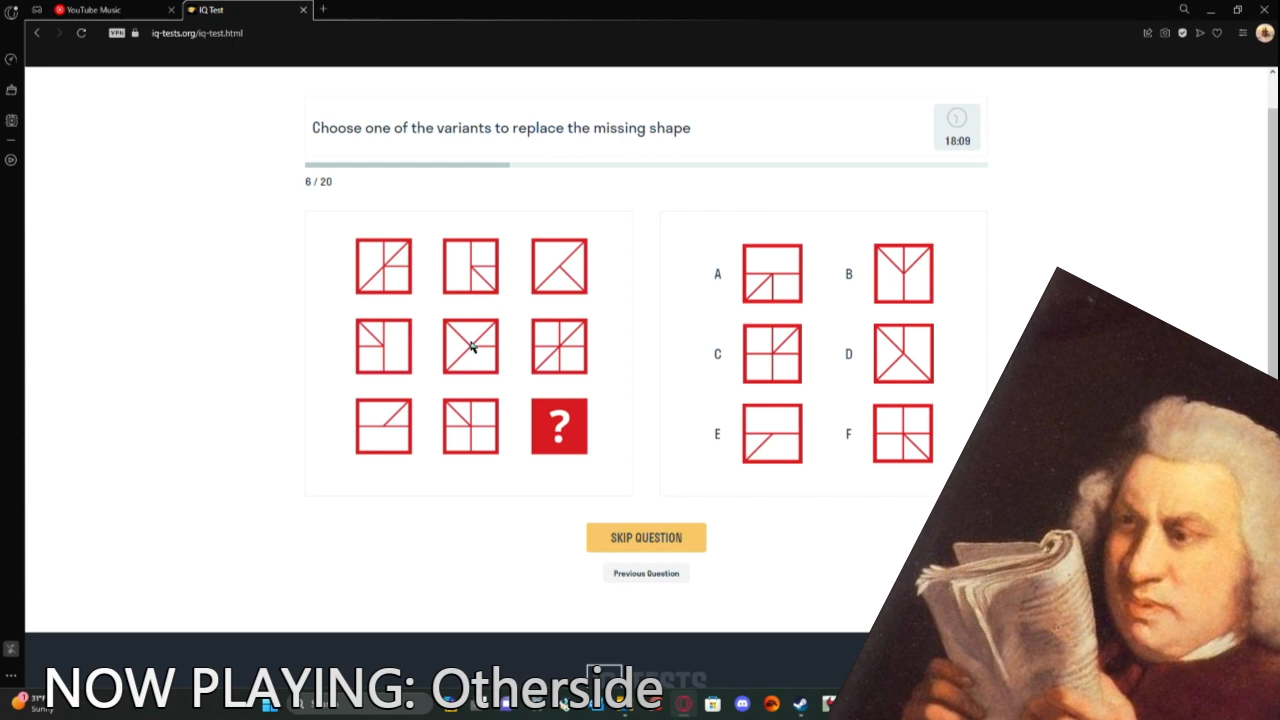 YouTube Music
IQ Test
VPN
iq-tests.org/iq-test.html
Choose one of the variants to replace the missing shape
18:09
6 / 20
?
A
B
C
D
E
F
SKIP QUESTION
Previous Question
NOW PLAYING: Otherside